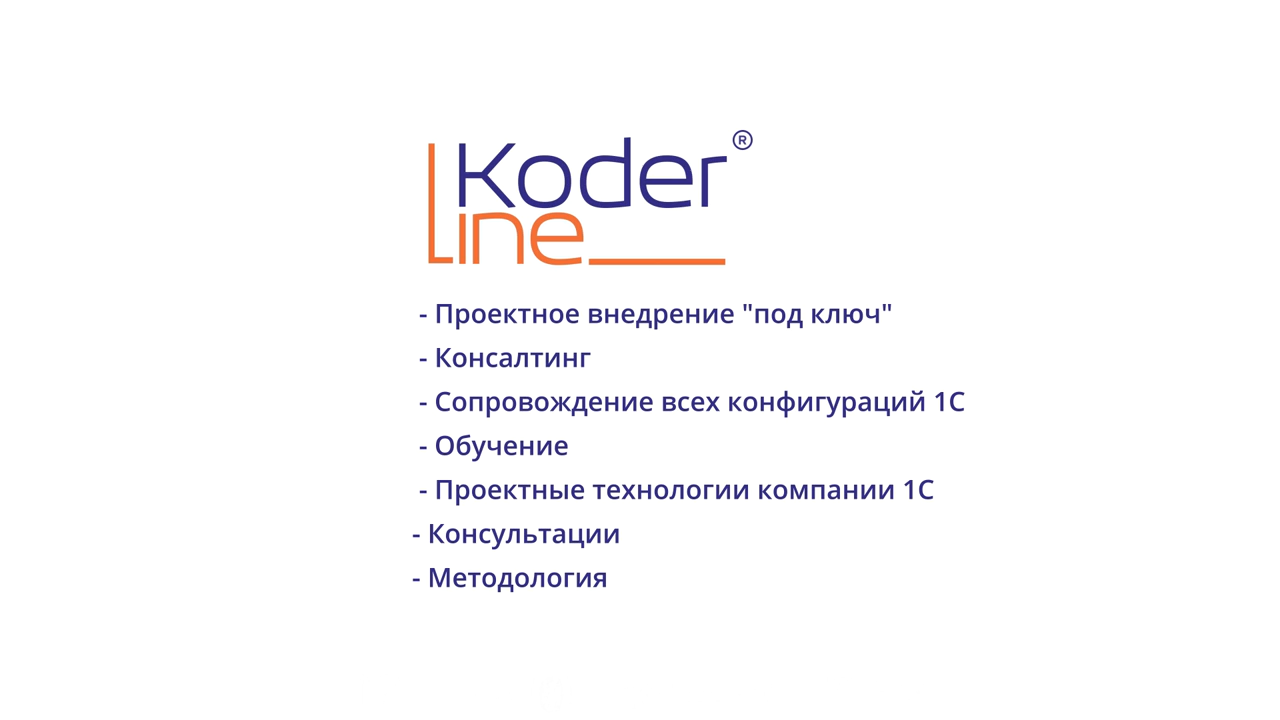 Koder®
Line
- Проектное внедрение "под ключ"
- Консалтинг
- Сопровождение всех конфигураций 1С
- Обучение
- Проектные технологии компании 1С
- Консультации
- Методология